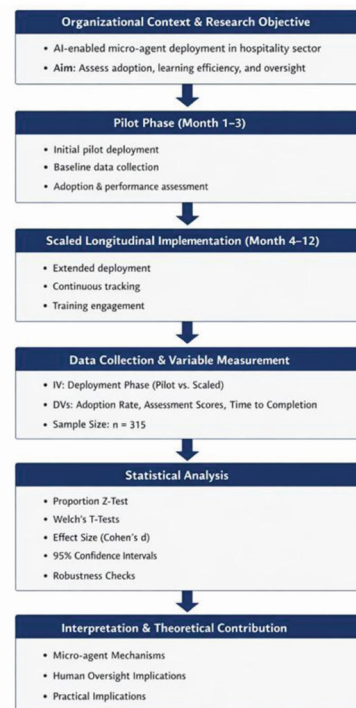 Organizational Context & Research Objective
• AI-enabled micro-agent deployment in hospitality sector
• Aim: Assess adoption, learning efficiency, and oversight
Pilot Phase (Month 1–3)
• Initial pilot deployment
• Baseline data collection
• Adoption & performance assessment
Scaled Longitudinal Implementation (Month 4–12)
• Extended deployment
• Continuous tracking
• Training engagement
Data Collection & Variable Measurement
• IV: Deployment Phase (Pilot vs. Scaled)
• DVs: Adoption Rate, Assessment Scores, Time to Completion
• Sample Size: n = 315
Statistical Analysis
• Proportion Z-Test
• Welch's T-Tests
• Effect Size (Cohen's d)
• 95% Confidence Intervals
• Robustness Checks
Interpretation & Theoretical Contribution
• Micro-agent Mechanisms
• Human Oversight Implications
• Practical Implications